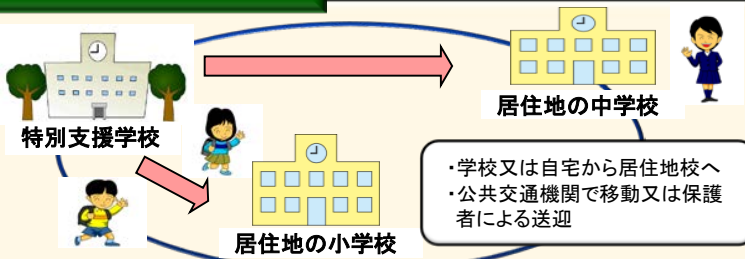 居住地の中学校
特別支援学校
・学校又は自宅から居住地校へ
・公共交通機関で移動又は保護
者による送迎
居住地の小学校